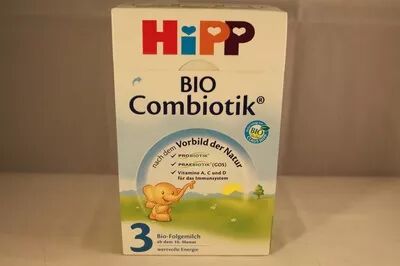 HiPP
BIO
Combiotik®
nach dem Vorbild der Natur
BIO
✓ PROBIOTIK
✓ PRAEBIOTIK (GOS)
✓ Vitamine A, C und D
für das Immunsystem
3
Bio-Folgemilch
ab dem 10. Monat
wertvolle Energie